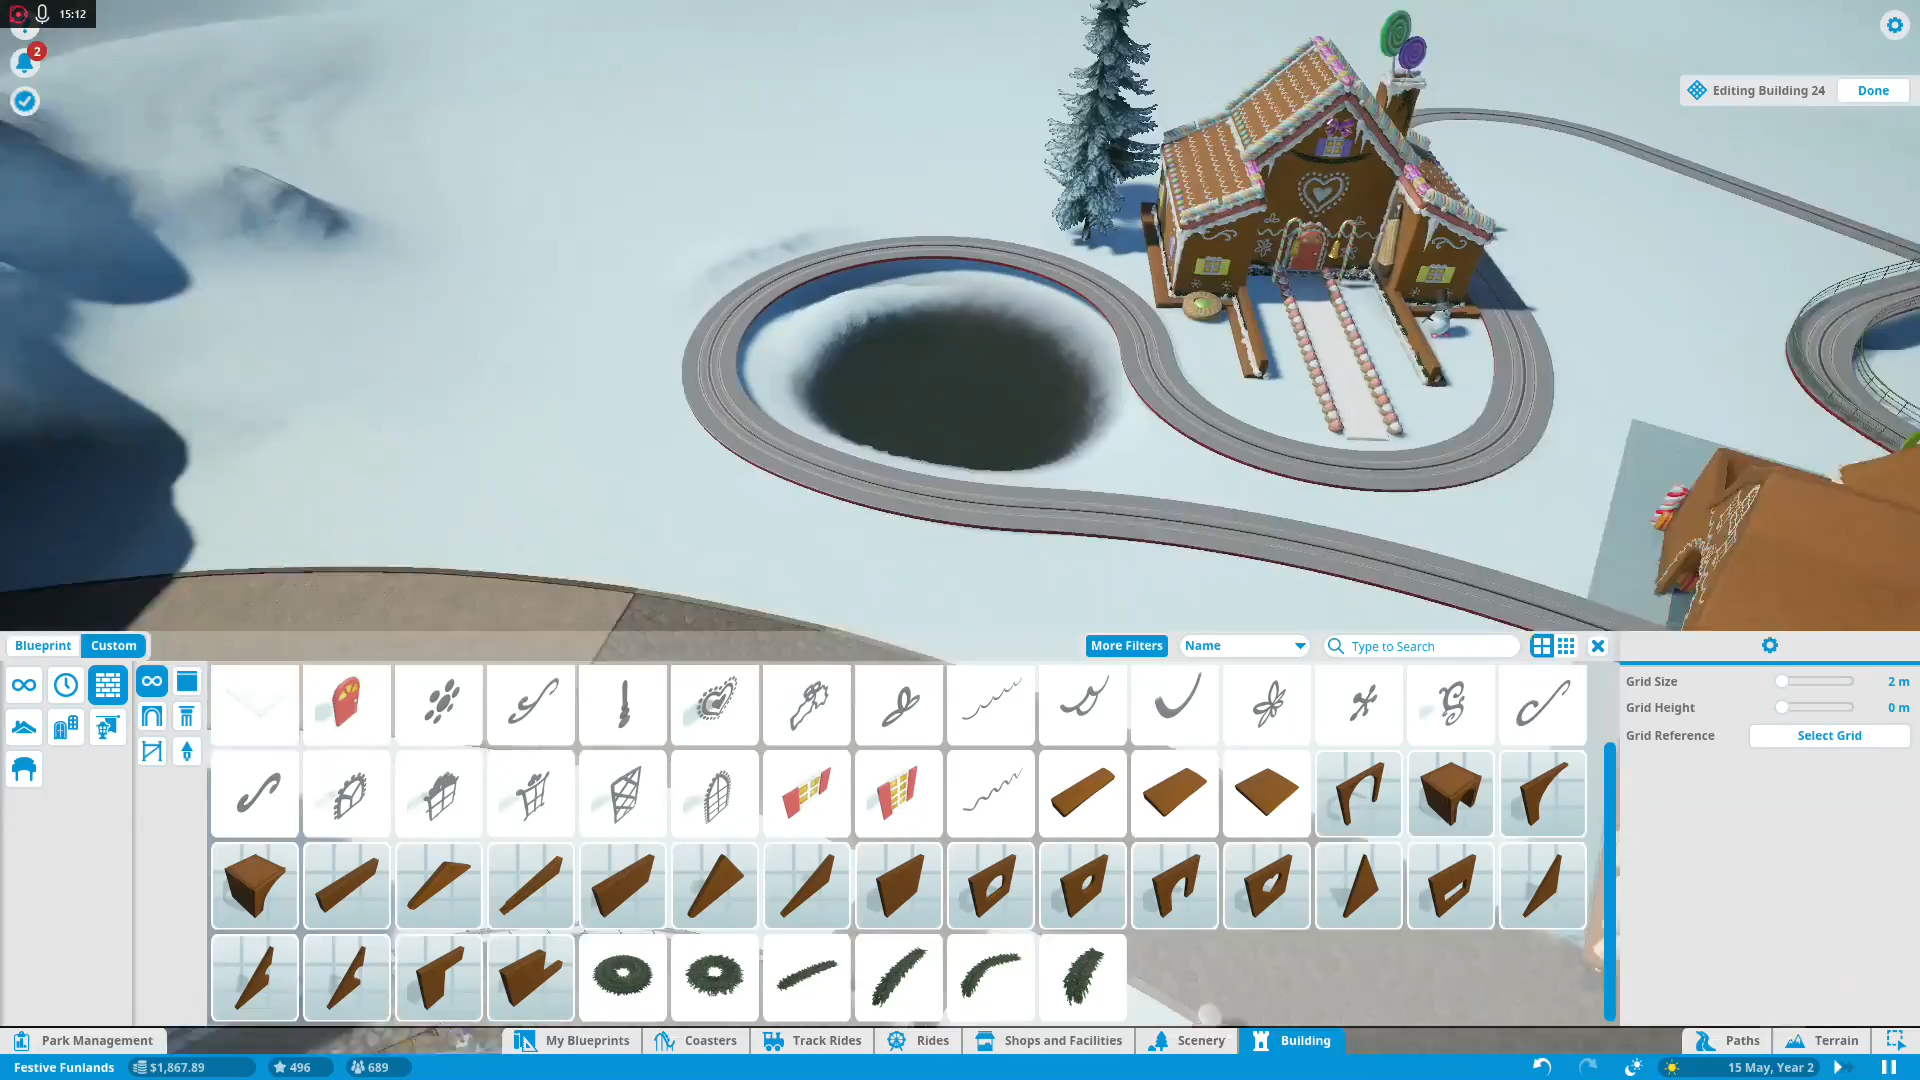 15:12
2
Editing Building 24
Done
Blueprint
Custom
More Filters
Name
Type to Search
Grid Size
2 m
Grid Height
0 m
Grid Reference
Select Grid
Park Management
My Blueprints
Coasters
Track Rides
Rides
Shops and Facilities
Scenery
Building
Paths
Terrain
Festive Funlands
$1,867.89
496
689
15 May, Year 2